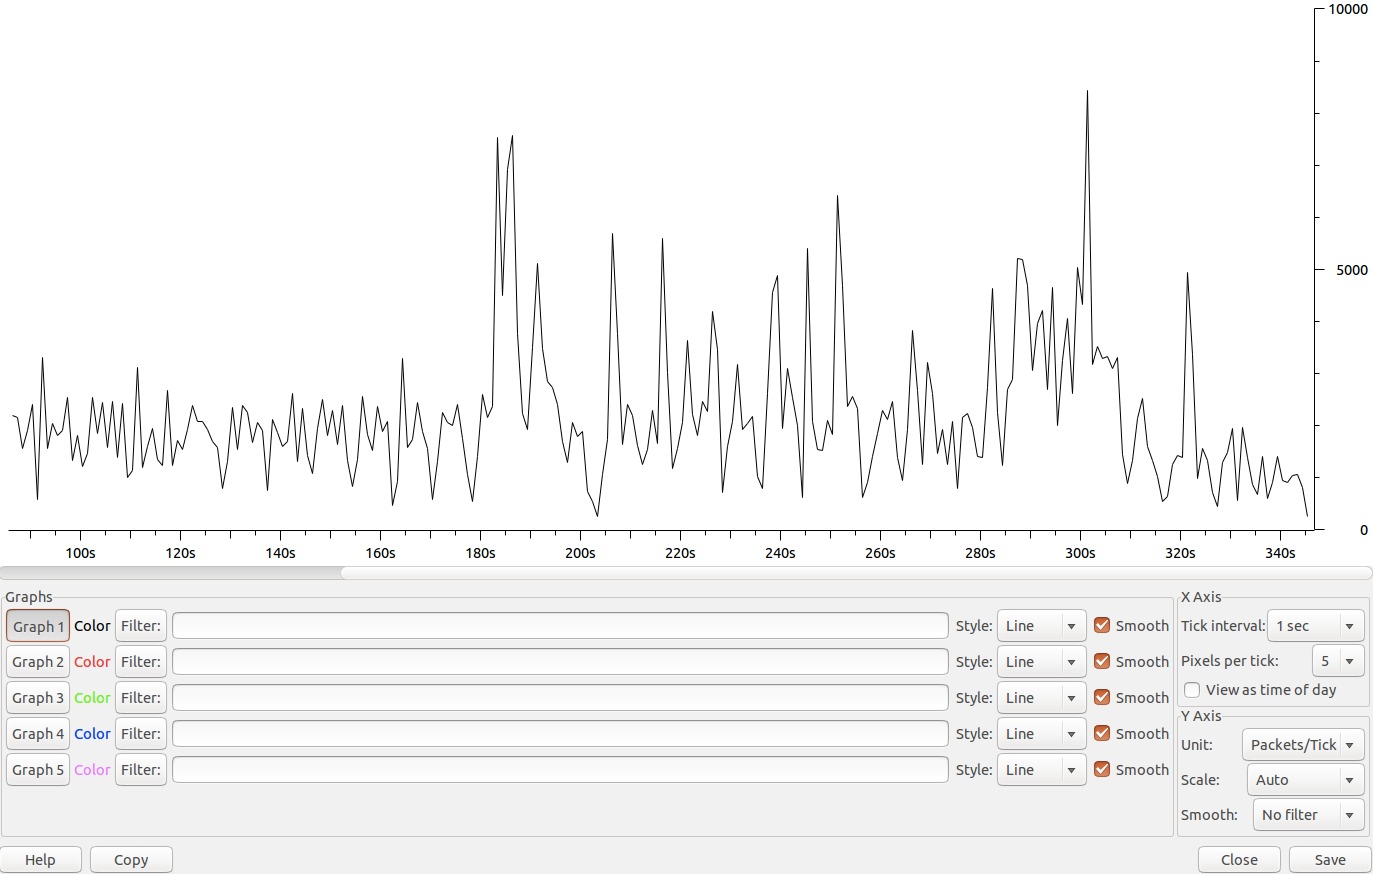 10000
5000
0
100s 120s 140s 160s 180s 200s 220s 240s 260s 280s 300s 320s 340s
Graphs
Graph 1 Color Filter: Style: Line Smooth
Graph 2 Color Filter: Style: Line Smooth
Graph 3 Color Filter: Style: Line Smooth
Graph 4 Color Filter: Style: Line Smooth
Graph 5 Color Filter: Style: Line Smooth
X Axis
Tick interval: 1 sec
Pixels per tick: 5
View as time of day
Y Axis
Unit: Packets/Tick
Scale: Auto
Smooth: No filter
Help Copy Close Save